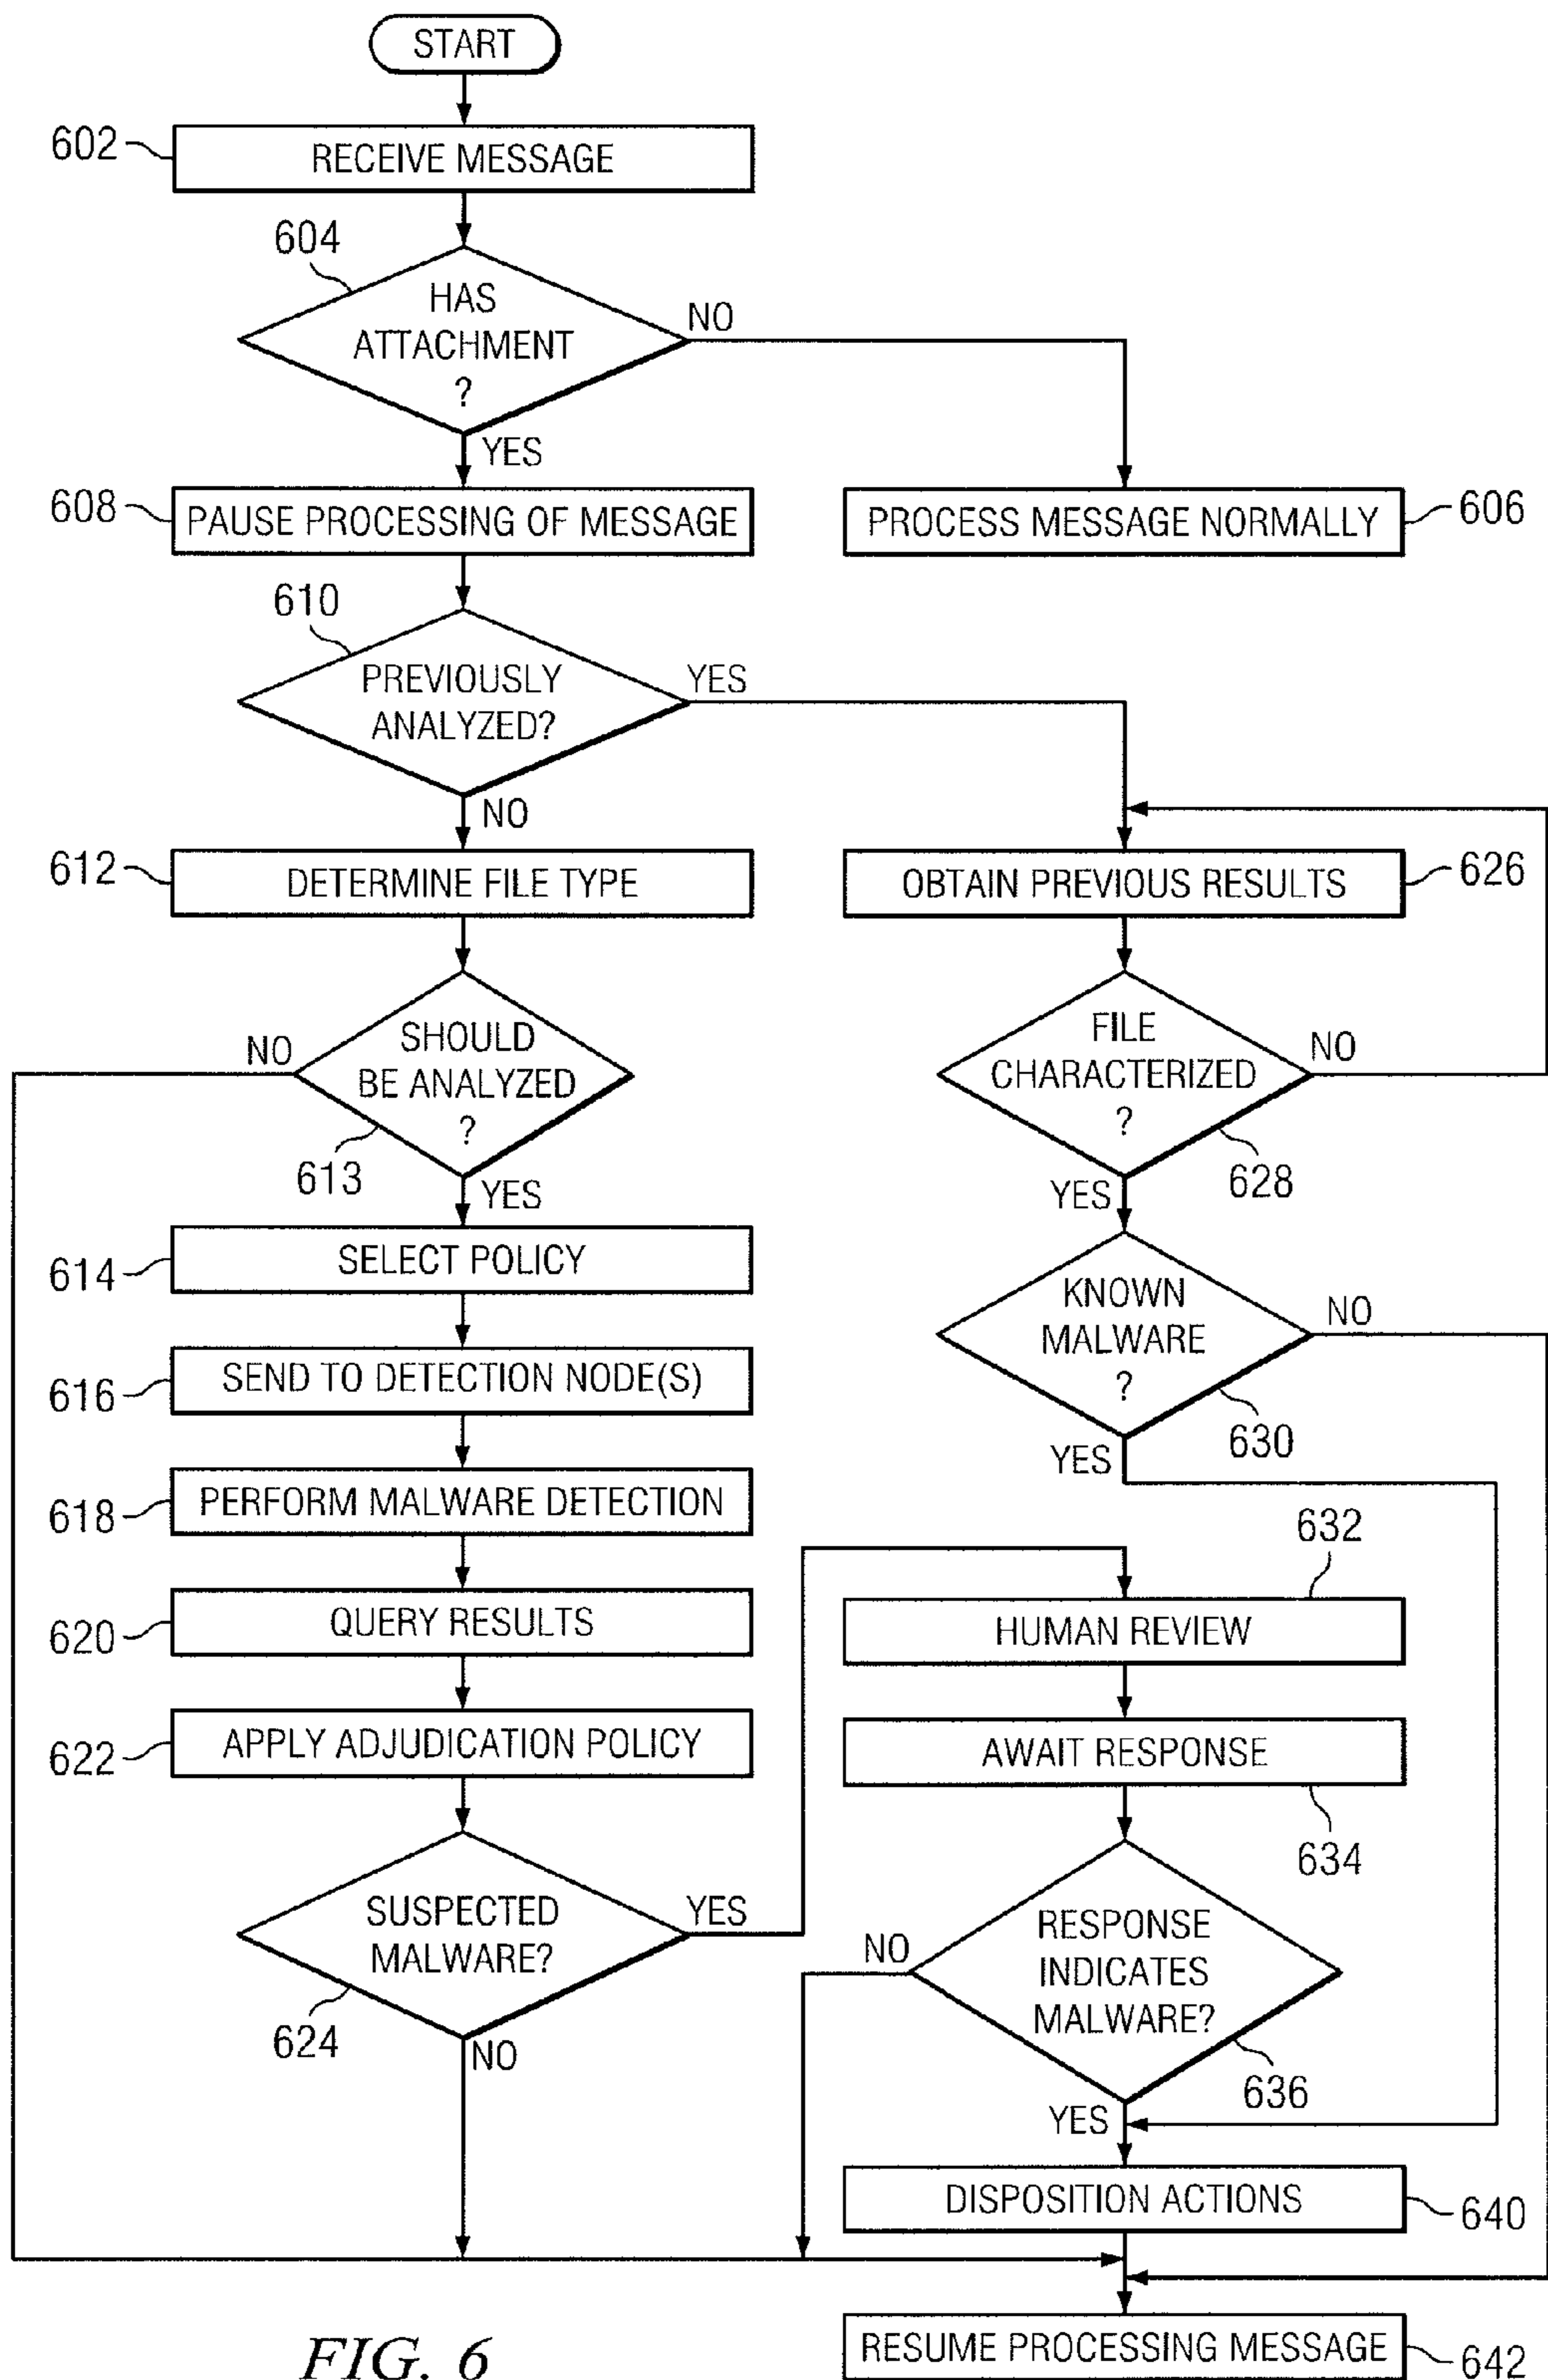 START
602
RECEIVE MESSAGE
604
HAS
ATTACHMENT
?
NO
YES
608
PAUSE PROCESSING OF MESSAGE
PROCESS MESSAGE NORMALLY
606
610
PREVIOUSLY
ANALYZED?
YES
NO
612
DETERMINE FILE TYPE
OBTAIN PREVIOUS RESULTS
626
NO
SHOULD
BE ANALYZED
?
613
YES
FILE
CHARACTERIZED
?
NO
628
YES
614
SELECT POLICY
KNOWN
MALWARE
?
NO
630
YES
616
SEND TO DETECTION NODE(S)
618
PERFORM MALWARE DETECTION
632
620
QUERY RESULTS
HUMAN REVIEW
622
APPLY ADJUDICATION POLICY
AWAIT RESPONSE
634
SUSPECTED
MALWARE?
YES
624
NO
NO
RESPONSE
INDICATES
MALWARE?
636
YES
DISPOSITION ACTIONS
640
FIG. 6
RESUME PROCESSING MESSAGE
642